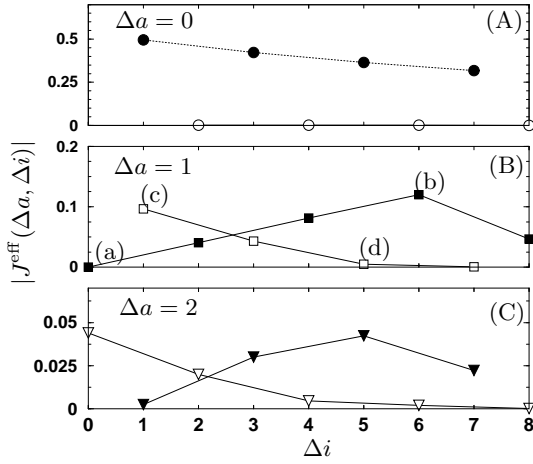 Δa = 0
(A)
0.5
0.25
0
|J^eff(Δa, Δi)|
0.2
Δa = 1
(B)
(c)
(b)
0.1
(a)
(d)
0
Δa = 2
(C)
0.05
0.025
0
0 1 2 3 4 5 6 7 8
Δi